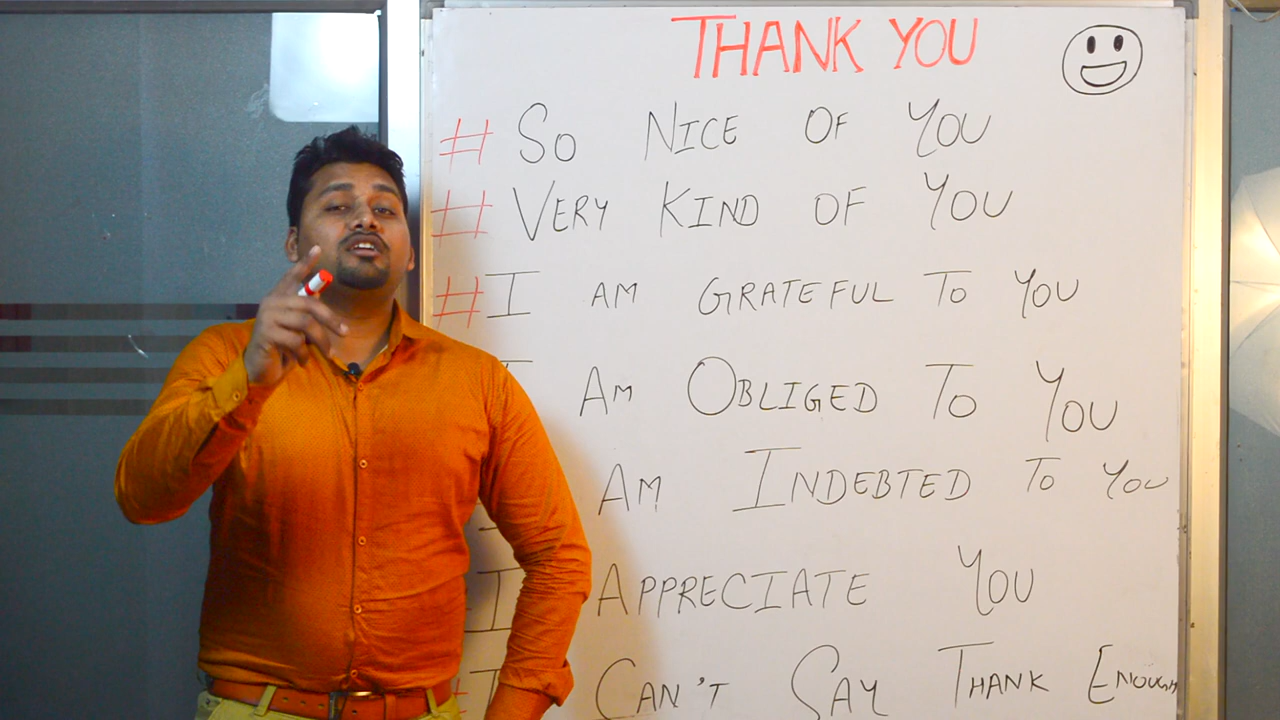 THANK YOU
# SO NICE OF YOU
# VERY KIND OF YOU
# I AM GRATEFUL TO YOU
I AM OBLIGED TO YOU
AM INDEBTED TO YOU
I APPRECIATE YOU
# I CAN'T SAY THANK ENOUGH